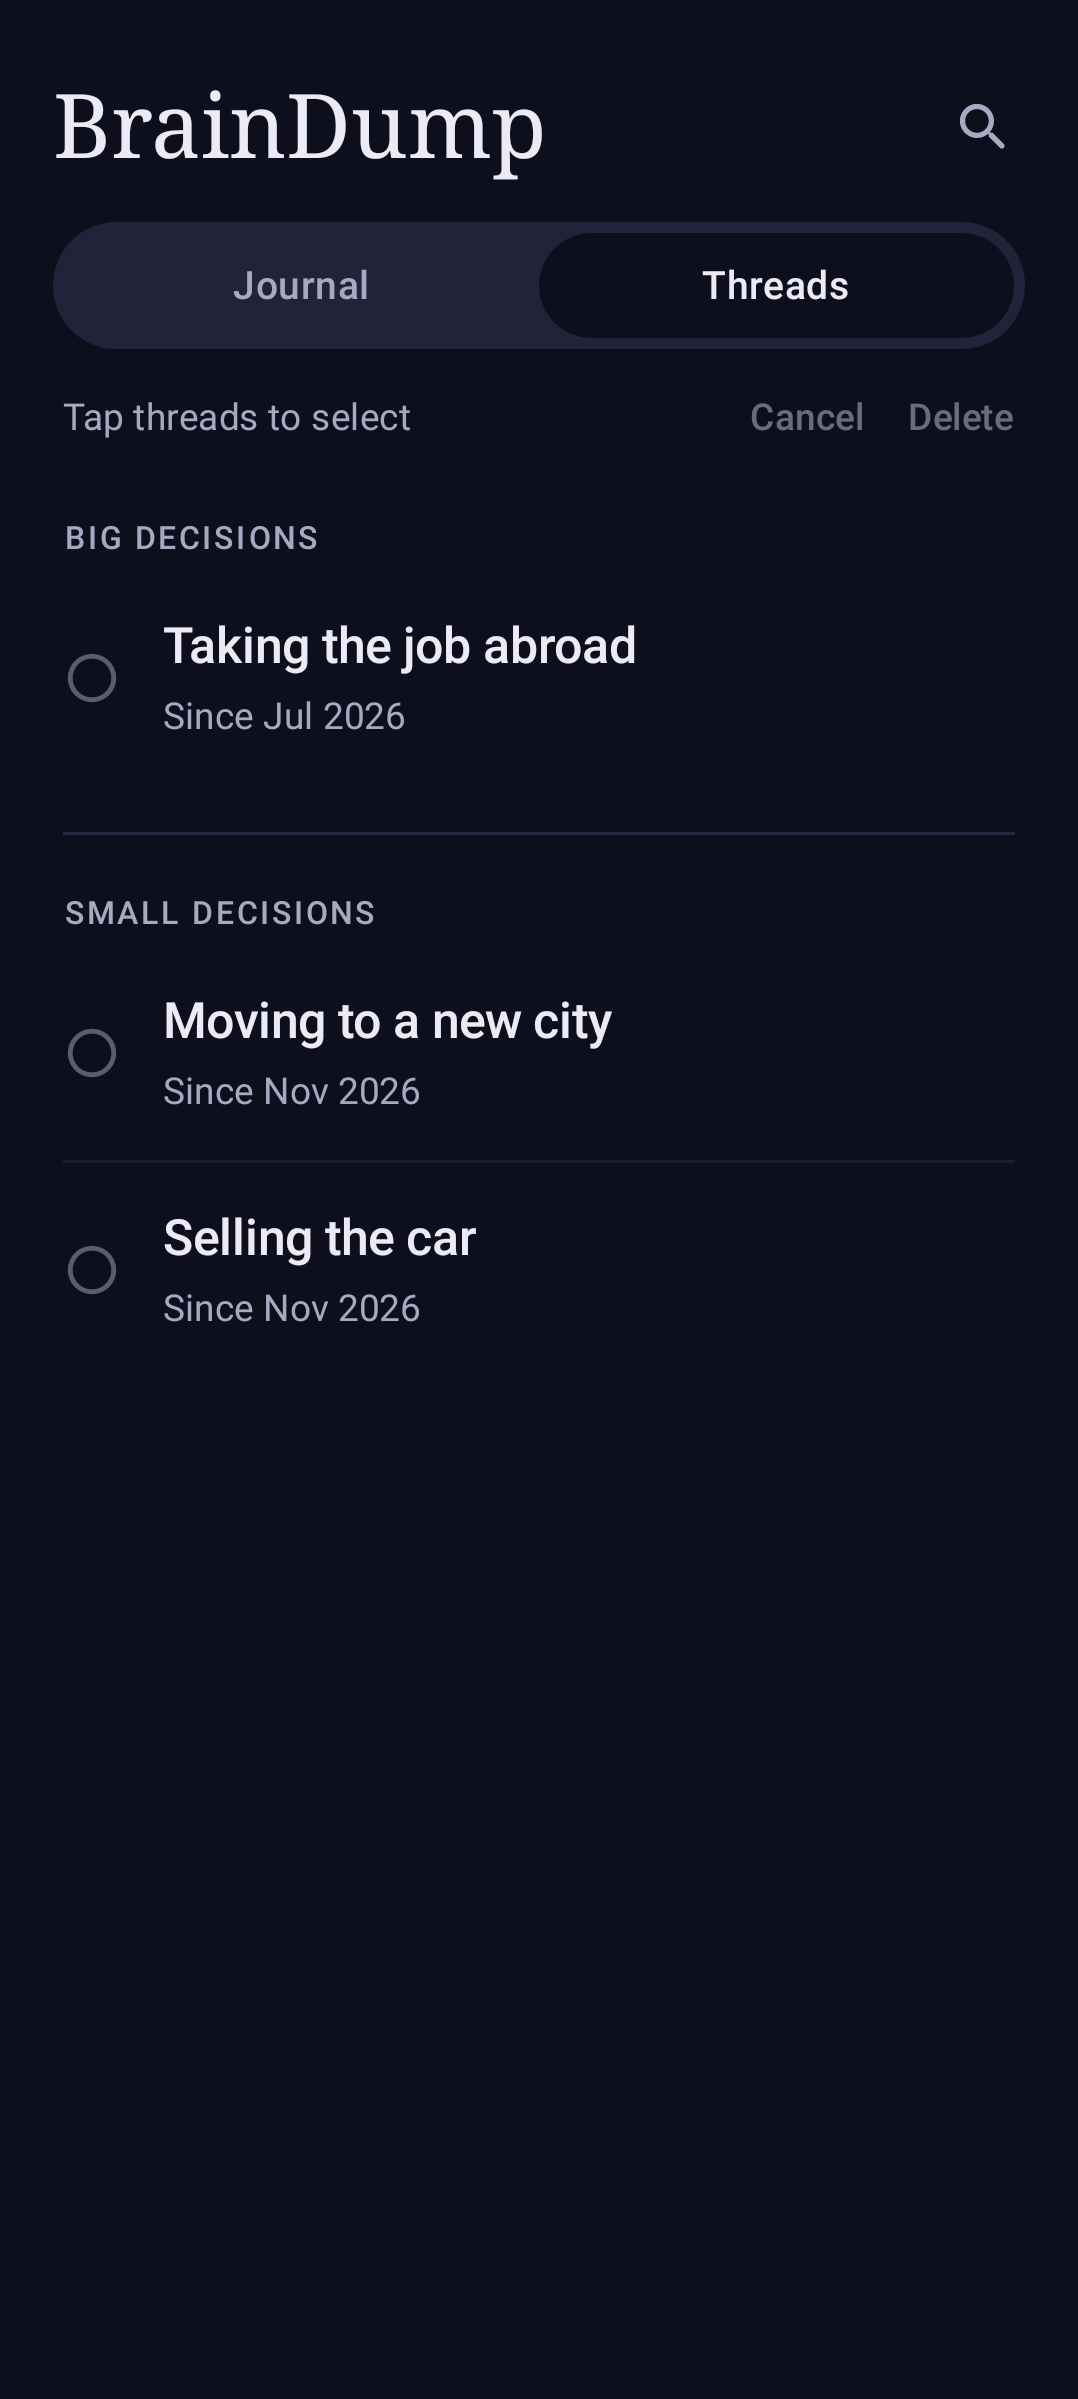 BrainDump
Journal Threads
Tap threads to select Cancel Delete
BIG DECISIONS
Taking the job abroad
Since Jul 2026
SMALL DECISIONS
Moving to a new city
Since Nov 2026
Selling the car
Since Nov 2026